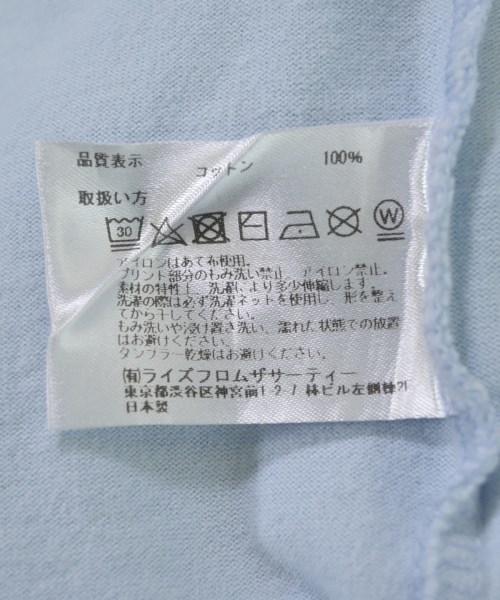 品質表示 コットン 100%
取扱い方
30 W
アイロンはあて布使用。
プリント部分のもみ洗い禁止、アイロン禁止。
素材の特性上、洗濯により多少伸縮します。
洗濯の際は必ず洗濯ネットを使用し、形を整え
てから干してください。
もみ洗いや浸け置き洗い、濡れた状態での放置
はお避けください。
タンブラー乾燥はお避けください。
㈲ライズフロムザサーティー
東京都渋谷区神宮前1-2-7 林ビル左側棟
日本製